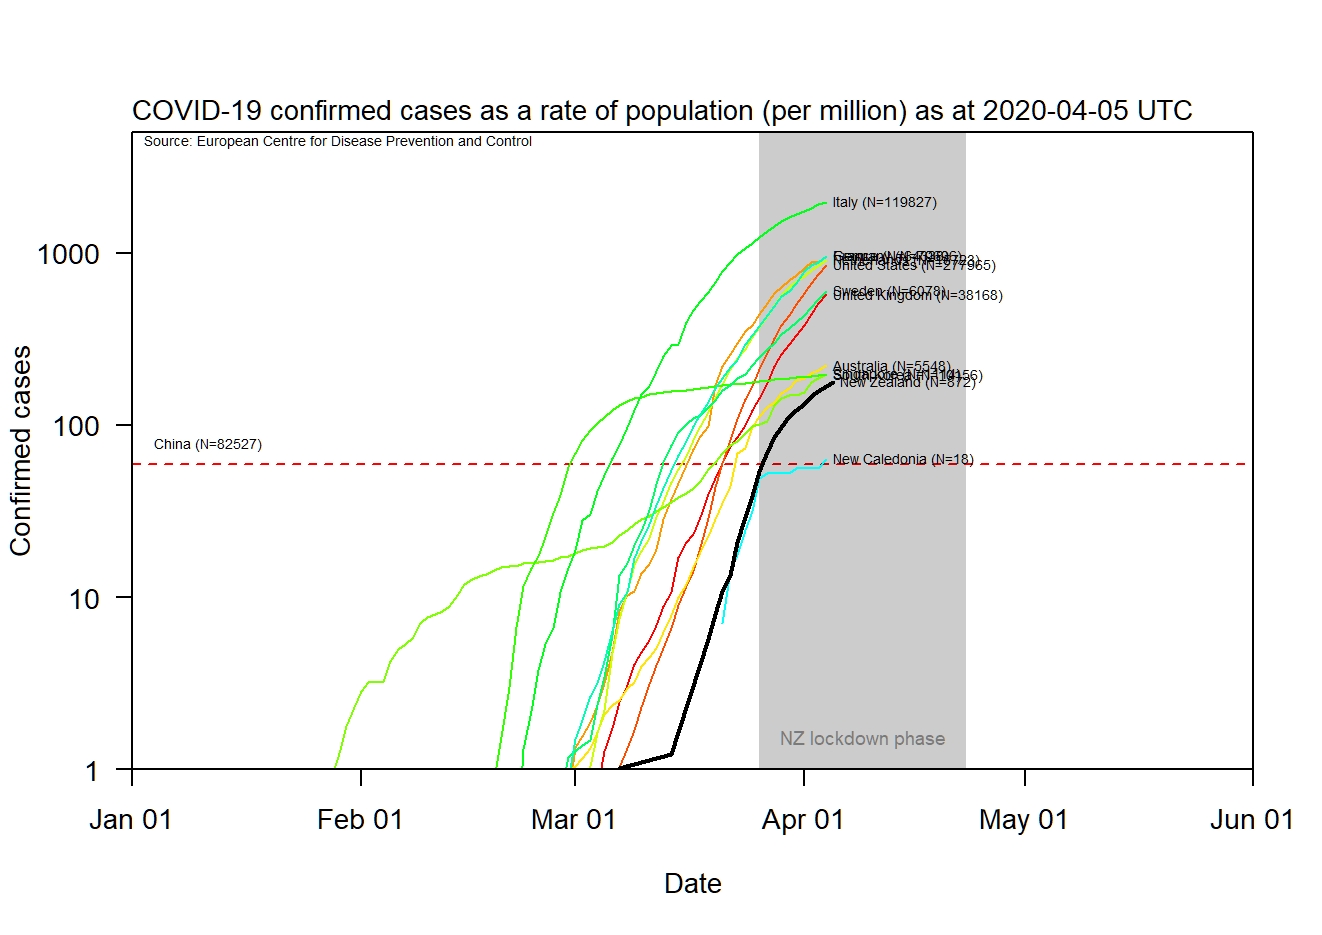 COVID-19 confirmed cases as a rate of population (per million) as at 2020-04-05 UTC
Source: European Centre for Disease Prevention and Control
Italy (N=119827)
1000
United States (N=277965)
Sweden (N=6078)
United Kingdom (N=38168)
Australia (N=5548)
New Zealand (N=872)
100
China (N=82527)
New Caledonia (N=18)
Confirmed cases
10
NZ lockdown phase
1
Jan 01 Feb 01 Mar 01 Apr 01 May 01 Jun 01
Date